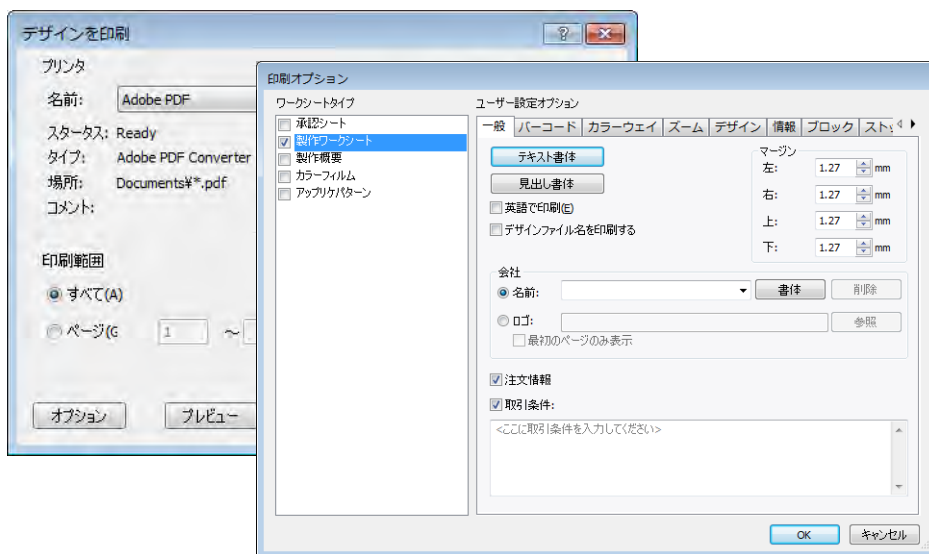 デザインを印刷
プリンタ
名前: Adobe PDF
スタータス: Ready
タイプ: Adobe PDF Converter
場所: Documents¥*.pdf
コメント:
印刷範囲
すべて(A)
ページ(G 1 ～
オプション プレビュー
印刷オプション
ワークシートタイプ
承認シート
製作ワークシート
製作概要
カラーフィルム
アップリケパターン
ユーザー設定オプション
一般 バーコード カラーウェイ ズーム デザイン 情報 ブロック
テキスト書体
見出し書体
英語で印刷(E)
デザインファイル名を印刷する
マージン
左: 1.27 mm
右: 1.27 mm
上: 1.27 mm
下: 1.27 mm
会社
名前: 書体 削除
ロゴ: 参照
最初のページのみ表示
注文情報
取引条件:
<ここに取引条件を入力してください>
OK キャンセル